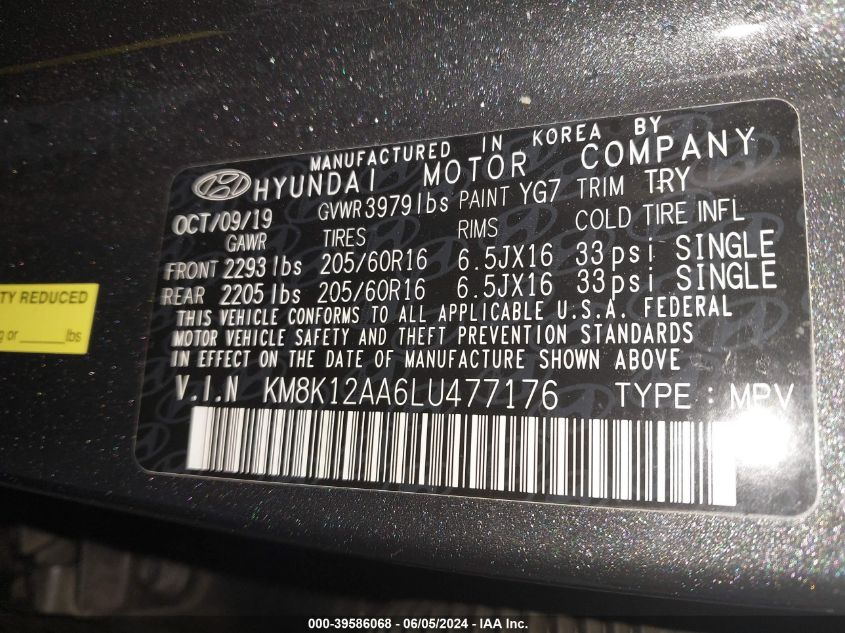 MANUFACTURED IN KOREA BY
HYUNDAI MOTOR COMPANY
OCT/09/19 GVWR 3979lbs PAINT YG7 TRIM TRY
GAWR TIRES RIMS COLD TIRE INFL
FRONT 2293 lbs 205/60R16 6.5JX16 33psi SINGLE
REAR 2205 lbs 205/60R16 6.5JX16 33psi SINGLE
THIS VEHICLE CONFORMS TO ALL APPLICABLE U.S.A. FEDERAL
MOTOR VEHICLE SAFETY AND THEFT PREVENTION STANDARDS
IN EFFECT ON THE DATE OF MANUFACTURE SHOWN ABOVE
V.I.N KM8K12AA6LU477176 TYPE: MPV
TY REDUCED
or lbs
000-39586068 - 06/05/2024 - IAA Inc.